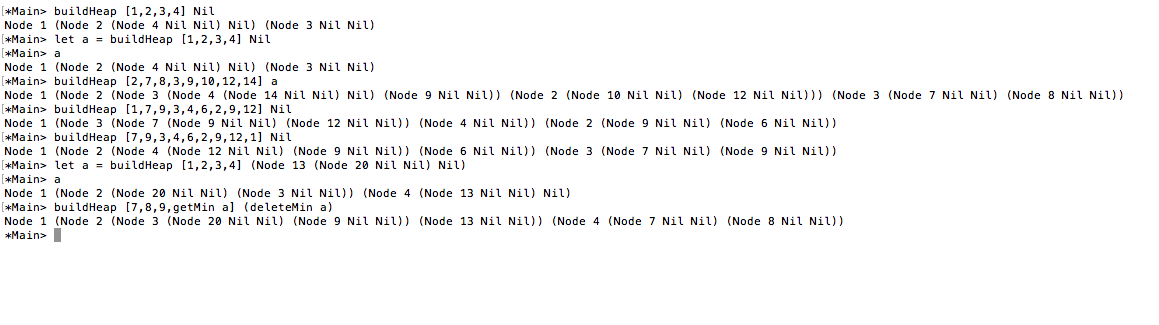 [*Main> buildHeap [1,2,3,4] Nil
Node 1 (Node 2 (Node 4 Nil Nil) Nil) (Node 3 Nil Nil)
[*Main> let a = buildHeap [1,2,3,4] Nil
[*Main> a
Node 1 (Node 2 (Node 4 Nil Nil) Nil) (Node 3 Nil Nil)
[*Main> buildHeap [2,7,8,3,9,10,12,14] a
Node 1 (Node 2 (Node 3 (Node 4 (Node 14 Nil Nil) Nil) (Node 9 Nil Nil)) (Node 2 (Node 10 Nil Nil) (Node 12 Nil Nil))) (Node 3 (Node 7 Nil Nil) (Node 8 Nil Nil))
[*Main> buildHeap [1,7,9,3,4,6,2,9,12] Nil
Node 1 (Node 3 (Node 7 (Node 9 Nil Nil) (Node 12 Nil Nil)) (Node 4 Nil Nil)) (Node 2 (Node 9 Nil Nil) (Node 6 Nil Nil))
[*Main> buildHeap [7,9,3,4,6,2,9,12,1] Nil
Node 1 (Node 2 (Node 4 (Node 12 Nil Nil) (Node 9 Nil Nil)) (Node 6 Nil Nil)) (Node 3 (Node 7 Nil Nil) (Node 9 Nil Nil))
[*Main> let a = buildHeap [1,2,3,4] (Node 13 (Node 20 Nil Nil) Nil)
[*Main> a
Node 1 (Node 2 (Node 20 Nil Nil) (Node 3 Nil Nil)) (Node 4 (Node 13 Nil Nil) Nil)
[*Main> buildHeap [7,8,9,getMin a] (deleteMin a)
Node 1 (Node 2 (Node 3 (Node 20 Nil Nil) (Node 9 Nil Nil)) (Node 13 Nil Nil)) (Node 4 (Node 7 Nil Nil) (Node 8 Nil Nil))
*Main>